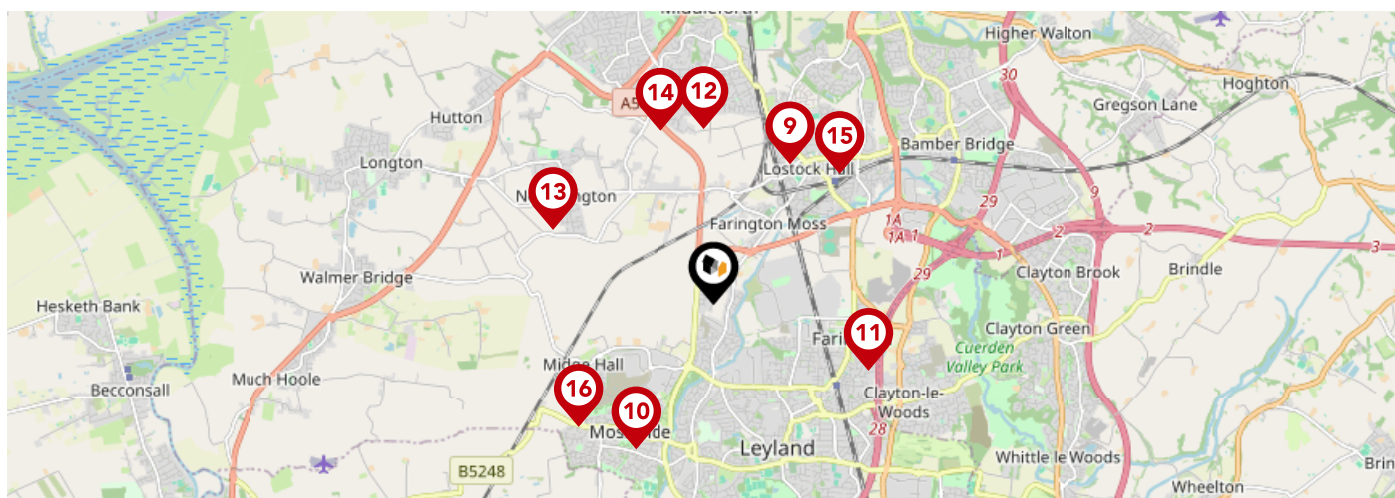 Higher Walton
30
Hoghton
Gregson Lane
14
12
A5
Hutton
9
15
Bamber Bridge
Longton
Lostock Hall
13
9
29
Farington Moss
1A
1A
1
2
2
3
1
29
Clayton Brook
Brindle
Walmer Bridge
Hesketh Bank
11
Clayton Green
Cuerden
Valley Park
Midge Hall
Much Hoole
Becconsall
16
10
Clayton-le-
Woods
28
Leyland
B5248
Whittle le Woods
Brin
Wheelton